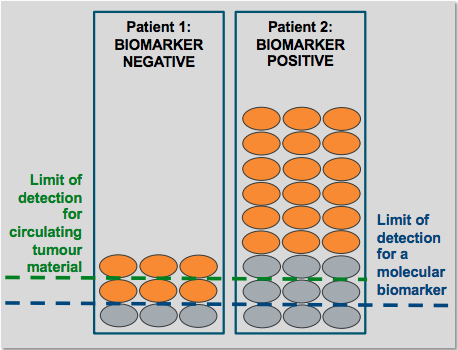 Patient 1:
BIOMARKER
NEGATIVE
Patient 2:
BIOMARKER
POSITIVE
Limit of
detection
for
circulating
tumour
material
Limit of
detection
for a
molecular
biomarker